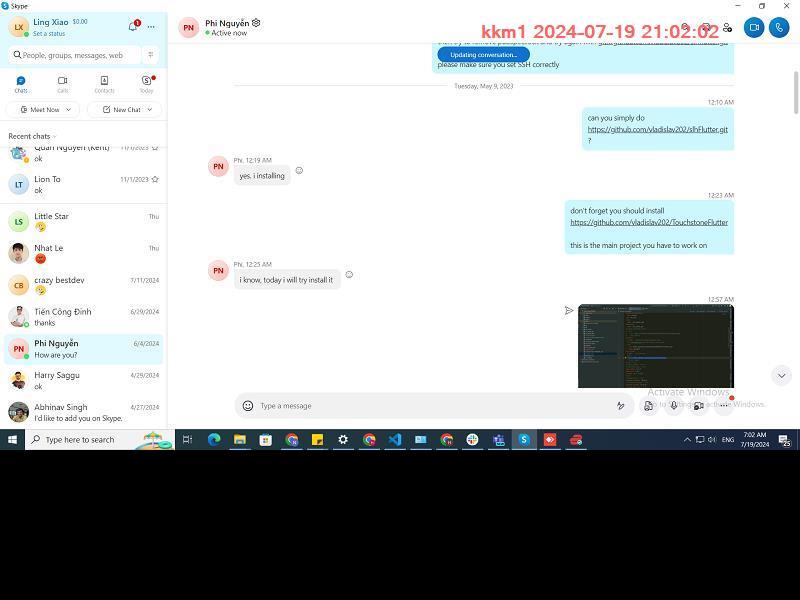 Skype
Ling Xiao $0.00
Set a status
People, groups, messages, web
Chats
Calls
Contacts
Today
Meet Now
New Chat
Recent chats
Quan Nguyen (Kent) 11/1/2023
ok
LT
Lion To 11/1/2023
ok
LS
Little Star Thu
Nhat Le Thu
CB
crazy bestdev 7/11/2024
Tiến Công Đinh 6/29/2024
thanks
PN
Phi Nguyễn 6/4/2024
How are you?
Harry Saggu 4/29/2024
ok
Abhinav Singh 4/27/2024
I'd like to add you on Skype.
LX
1
PN
Phi Nguyễn
Active now
kkm1 2024-07-19 21:02:02
Updating conversation...
please make sure you set SSH correctly
Tuesday, May 9, 2023
12:10 AM
can you simply do
https://github.com/vladislav202/slhFlutter.git
?
Phi, 12:19 AM
PN
yes. i installing
12:23 AM
don't forget you should install
https://github.com/vladislav202/TouchstoneFlutter
this is the main project you have to work on
Phi, 12:25 AM
PN
i know, today i will try install it
12:57 AM
Type a message
Activate Windows
Type here to search
ENG
7:02 AM
7/19/2024
25